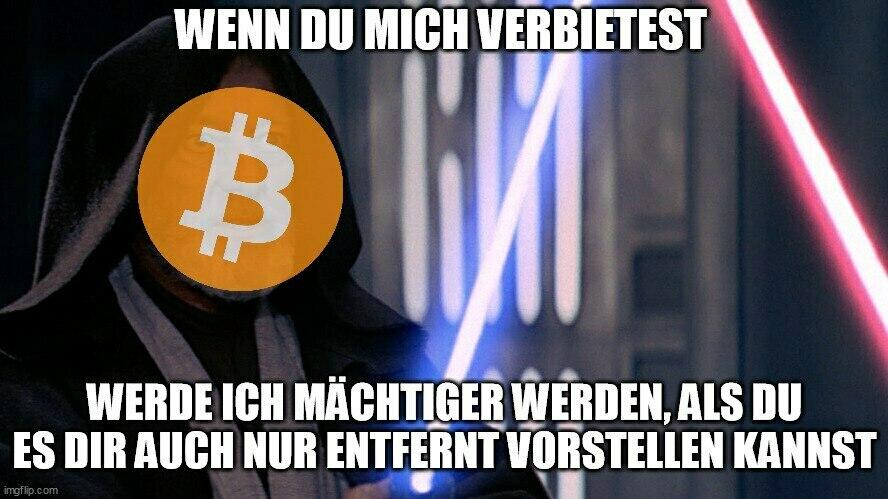 WENN DU MICH VERBIETEST
WERDE ICH MÄCHTIGER WERDEN, ALS DU
ES DIR AUCH NUR ENTFERNT VORSTELLEN KANNST
imgflip.com